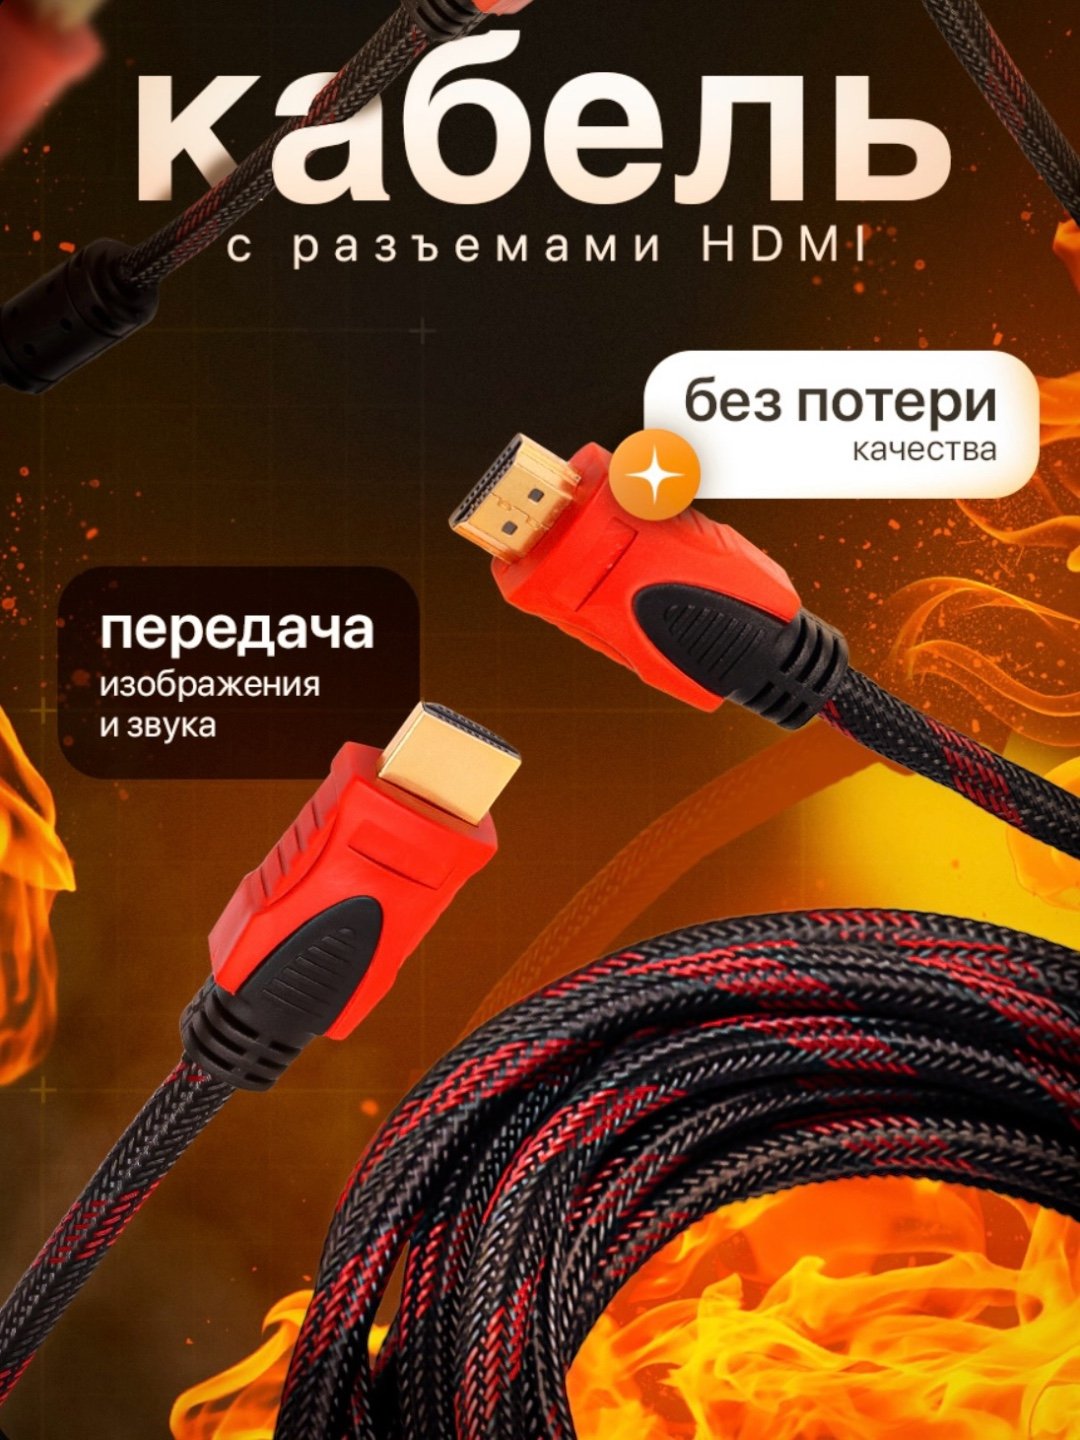 кабель
с разъемами HDMI
без потери
качества
передача
изображения
и звука